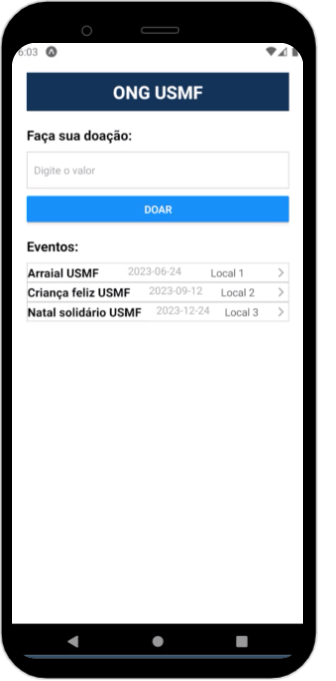 6:03
ONG USMF
Faça sua doação:
Digite o valor
DOAR
Eventos:
Arraial USMF 2023-06-24 Local 1
Criança feliz USMF 2023-09-12 Local 2
Natal solidário USMF 2023-12-24 Local 3